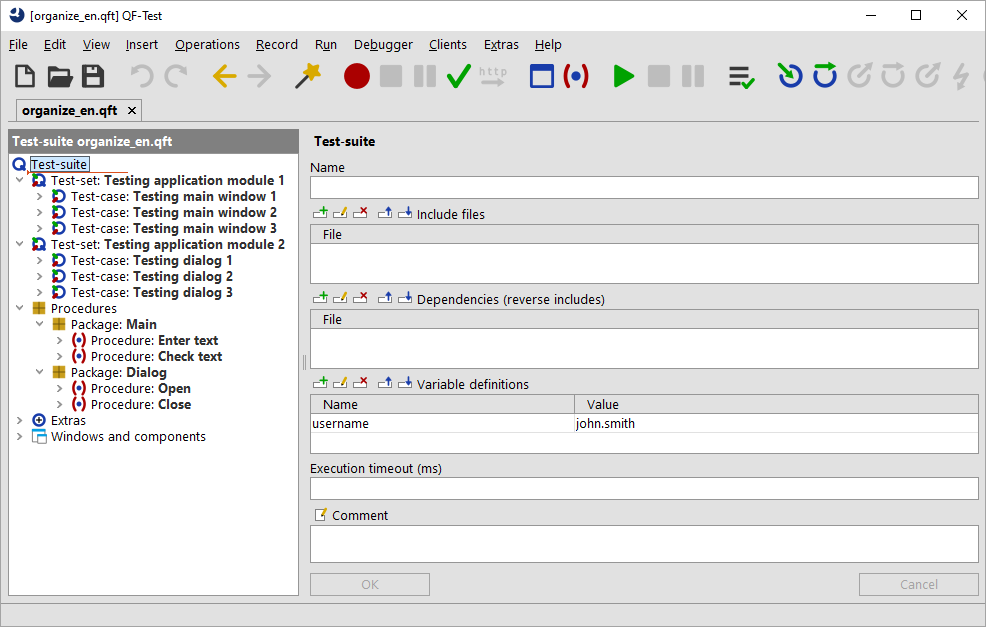 [organize_en.qft] QF-Test
File Edit View Insert Operations Record Run Debugger Clients Extras Help
http
organize_en.qft
Test-suite organize_en.qft
Test-suite
Test-set: Testing application module 1
Test-case: Testing main window 1
Test-case: Testing main window 2
Test-case: Testing main window 3
Test-set: Testing application module 2
Test-case: Testing dialog 1
Test-case: Testing dialog 2
Test-case: Testing dialog 3
Procedures
Package: Main
Procedure: Enter text
Procedure: Check text
Package: Dialog
Procedure: Open
Procedure: Close
Extras
Windows and components
Test-suite
Name
Include files
File
Dependencies (reverse includes)
File
Variable definitions
Name Value
username john.smith
Execution timeout (ms)
Comment
OK Cancel